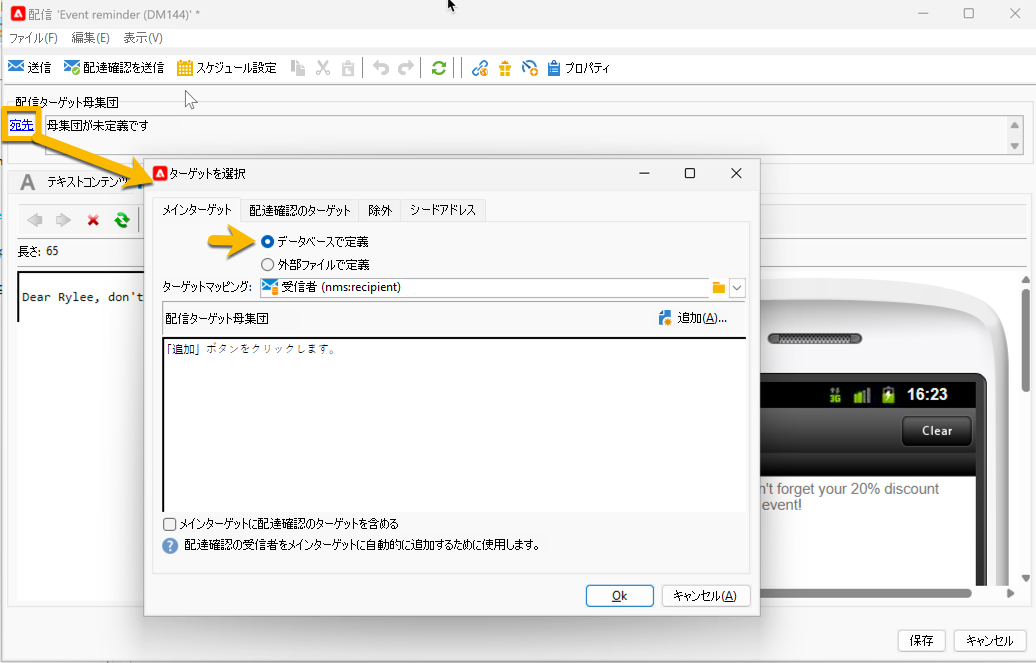 配信 'Event reminder (DM144)' *
ファイル(F) 編集(E) 表示(V)
送信 配達確認を送信 スケジュール設定 プロパティ
配信ターゲット母集団
宛先 母集団が未定義です
ターゲットを選択
A テキストコンテンツ
メインターゲット 配達確認のターゲット 除外 シードアドレス
データベースで定義
長さ: 65
外部ファイルで定義
ターゲットマッピング: 受信者 (nms:recipient)
Dear Rylee, don't
配信ターゲット母集団 追加(A)...
「追加」ボタンをクリックします。
3G 16:23
Clear
n't forget your 20% discount
event!
メインターゲットに配達確認のターゲットを含める
? 配達確認の受信者をメインターゲットに自動的に追加するために使用します。
Ok キャンセル(A)
保存 キャンセル